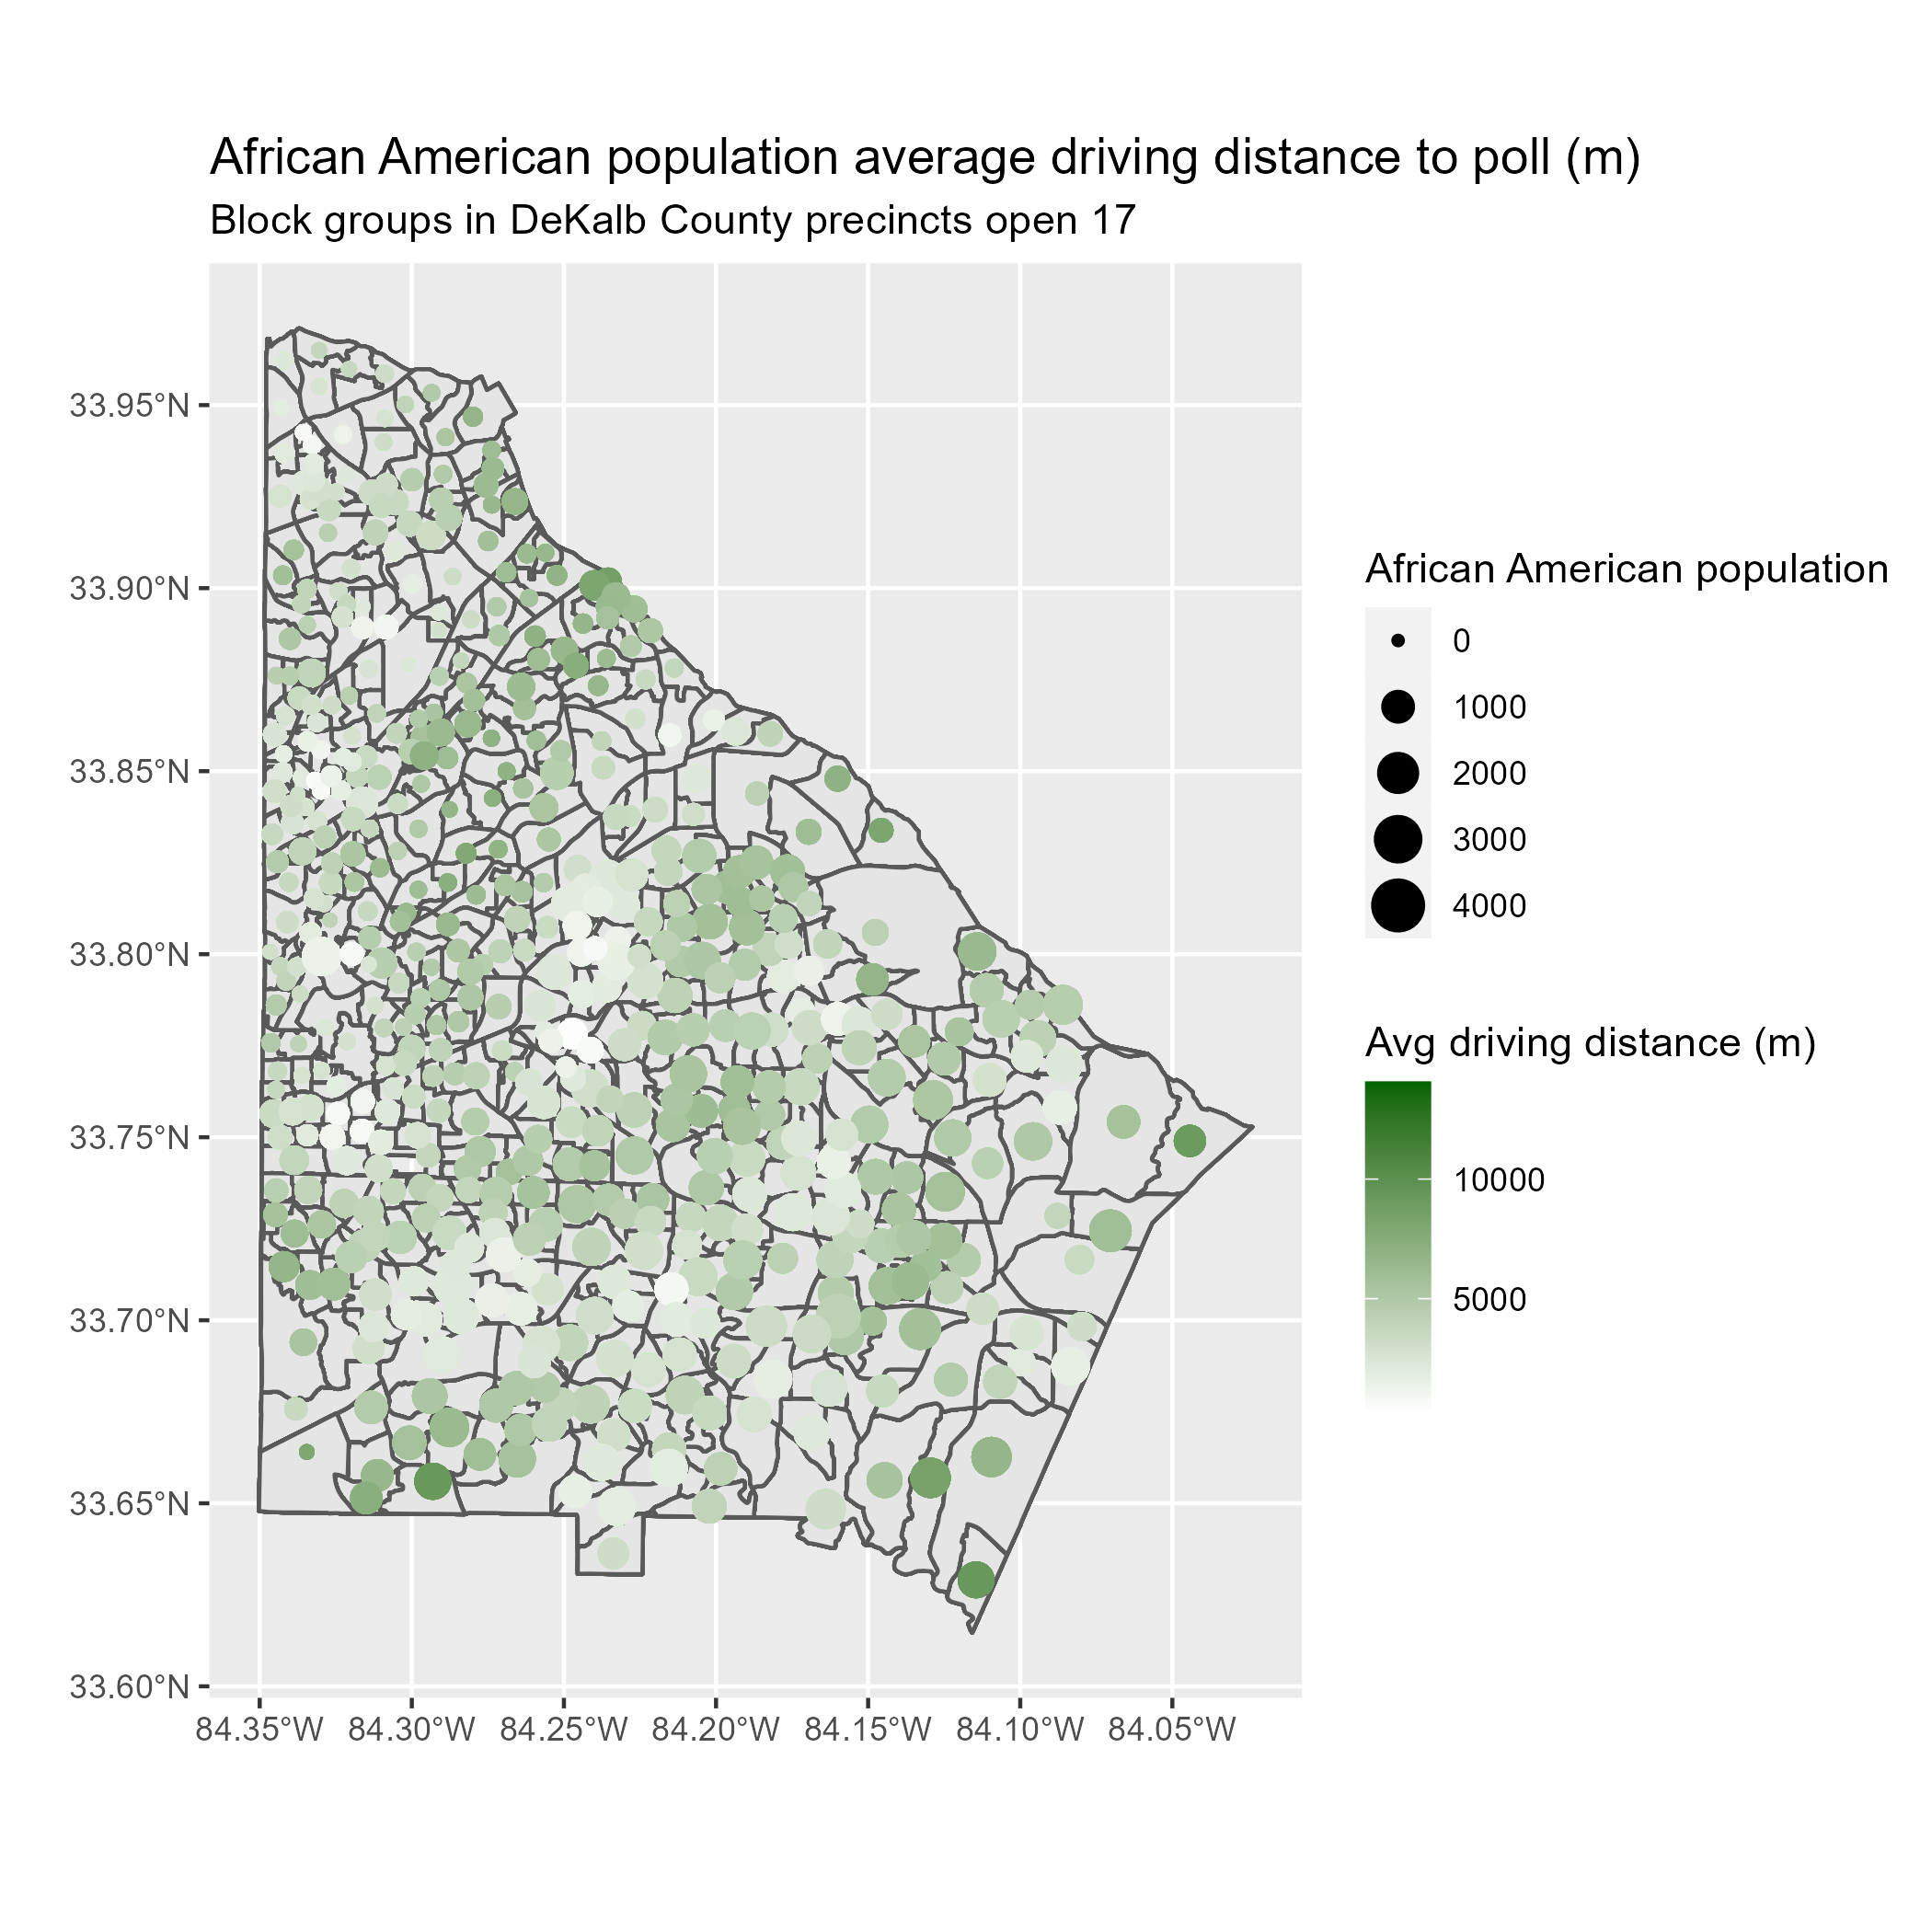 African American population average driving distance to poll (m)
Block groups in DeKalb County precincts open 17
33.95°N
33.90°N
33.85°N
33.80°N
33.75°N
33.70°N
33.65°N
33.60°N
84.35°W 84.30°W 84.25°W 84.20°W 84.15°W 84.10°W 84.05°W
African American population
0
1000
2000
3000
4000
Avg driving distance (m)
10000
5000